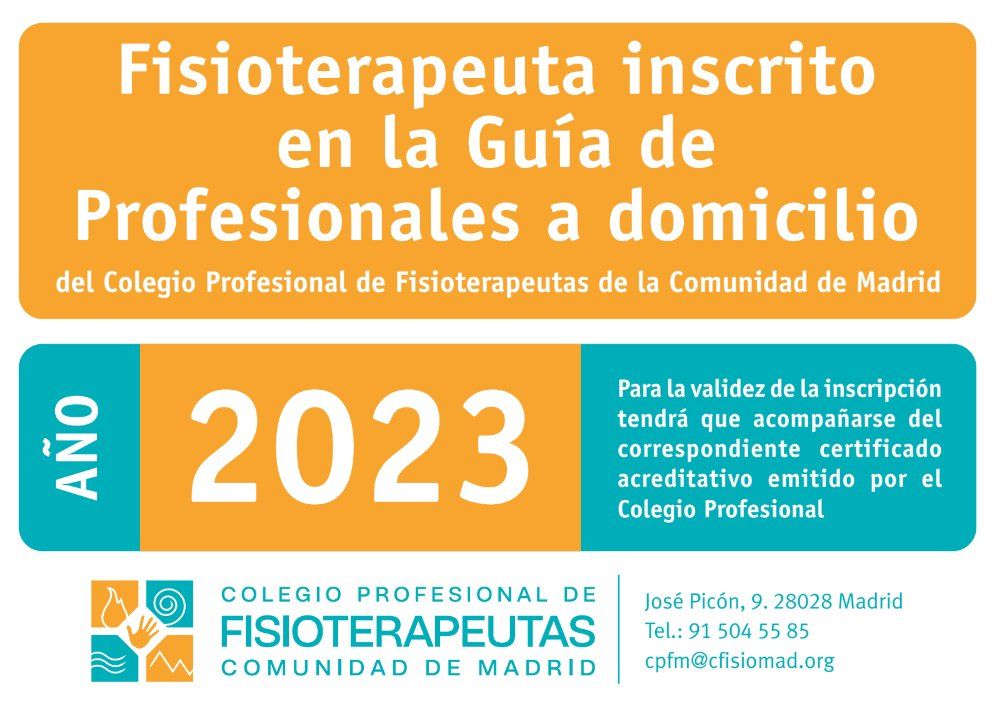 Fisioterapeuta inscrito
en la Guía de
Profesionales a domicilio
del Colegio Profesional de Fisioterapeutas de la Comunidad de Madrid
AÑO
2023
Para la validez de la inscripción
tendrá que acompañarse del
correspondiente certificado
acreditativo emitido por el
Colegio Profesional
COLEGIO PROFESIONAL DE
FISIOTERAPEUTAS
COMUNIDAD DE MADRID
José Picón, 9. 28028 Madrid
Tel.: 91 504 55 85
cpfm@cfisiomad.org